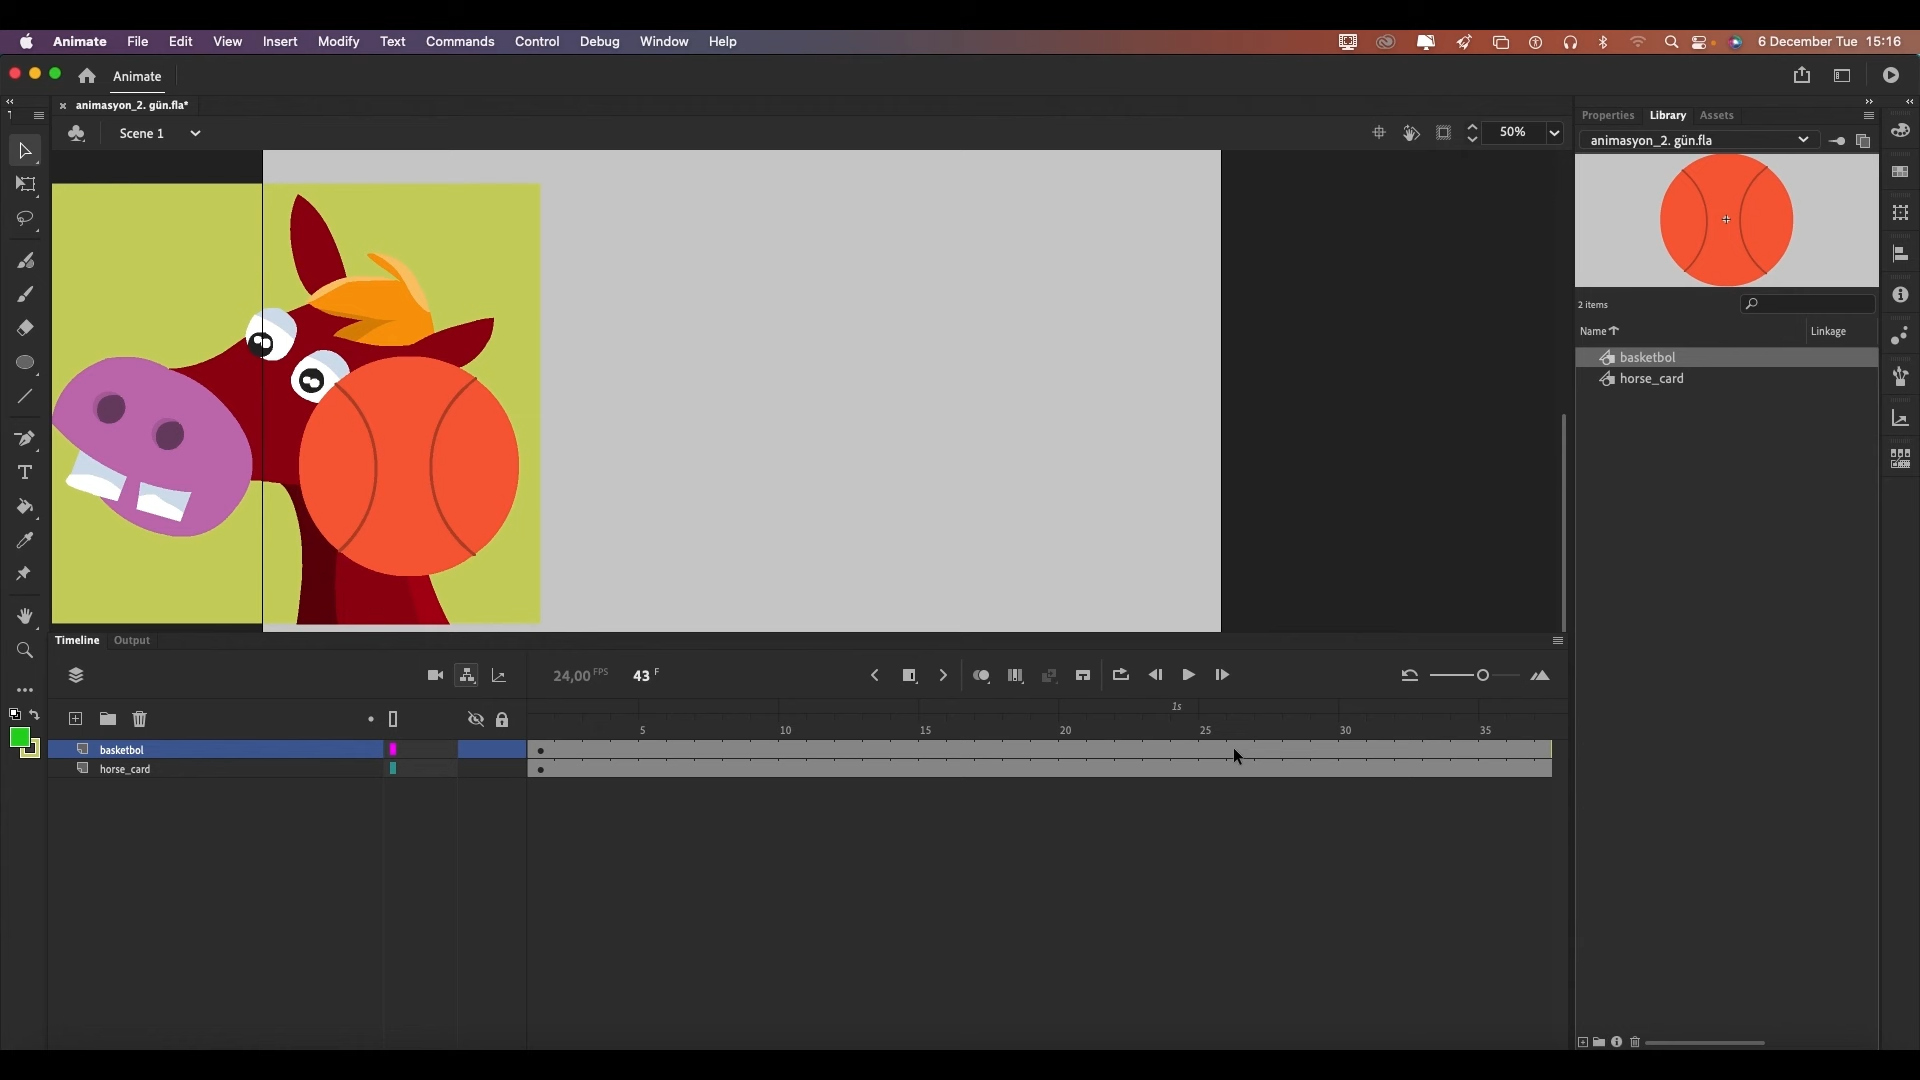 Animate File Edit View Insert Modify Text Commands Control Debug Window Help 6 December Tue 15:16
Animate
animasyon_2. gün.fla*
Scene 1 50%
Properties Library Assets
animasyon_2. gün.fla
2 items
Name Linkage
basketbol
horse_card
Timeline Output
24,00 FPS 43 F
1s
5 10 15 20 25 30 35
basketbol
horse_card